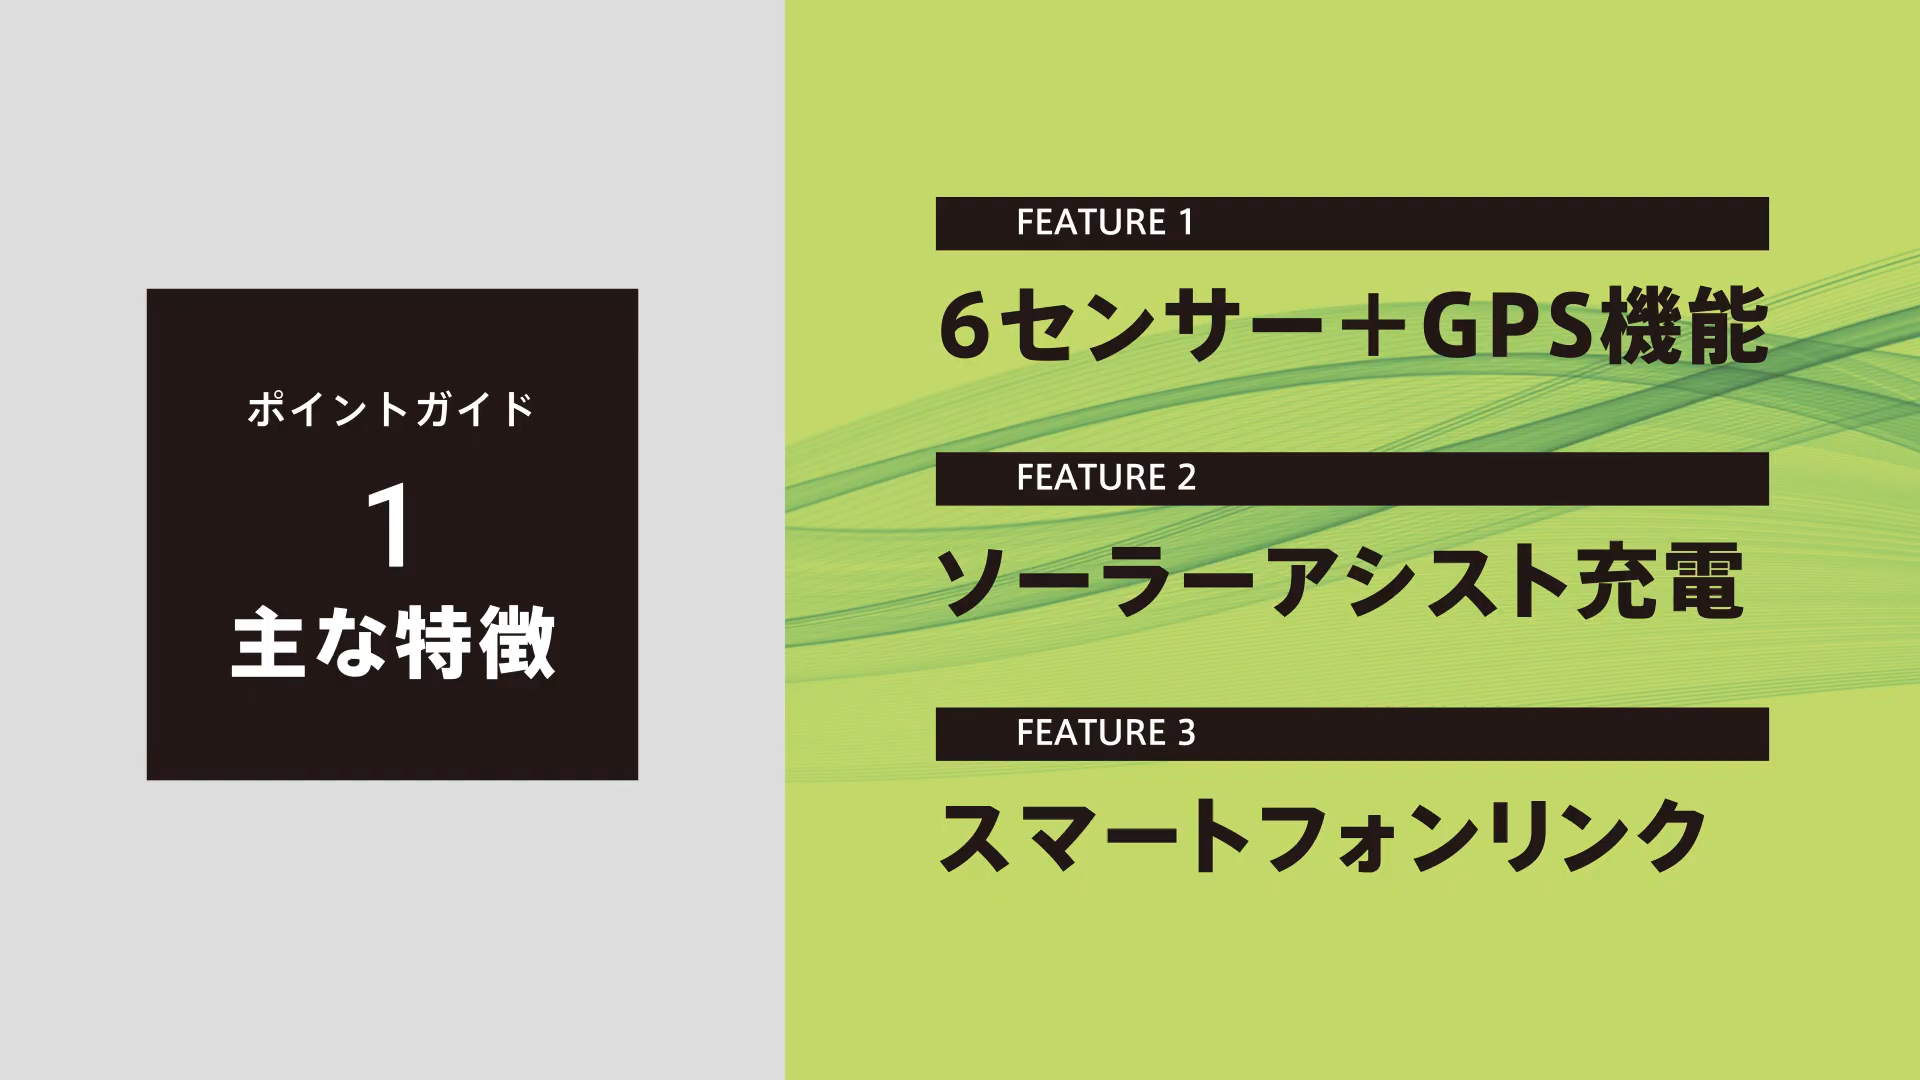 ポイントガイド
1
主な特徴
FEATURE 1
6センサー＋GPS機能
FEATURE 2
ソーラーアシスト充電
FEATURE 3
スマートフォンリンク